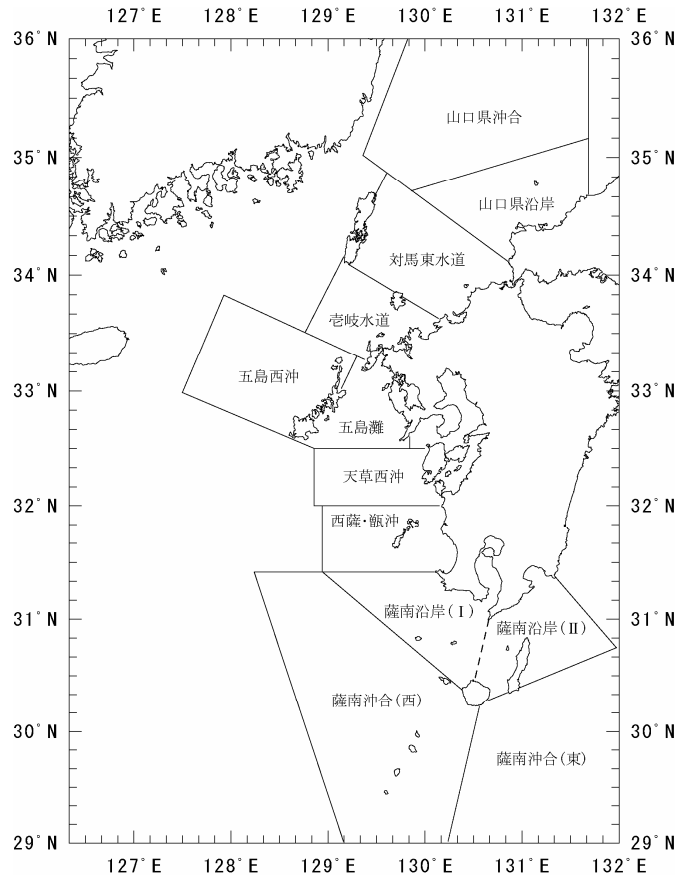 127°E 128°E 129°E 130°E 131°E 132°E
36°N 36°N
山口県沖合
35°N 35°N
山口県沿岸
対馬東水道
34°N 34°N
壱岐水道
五島西沖
33°N 33°N
五島灘
天草西沖
32°N 32°N
西薩・甑沖
薩南沿岸(Ⅰ)
31°N 31°N
薩南沿岸(Ⅱ)
薩南沖合(西)
30°N 30°N
薩南沖合(東)
29°N 29°N
127°E 128°E 129°E 130°E 131°E 132°E